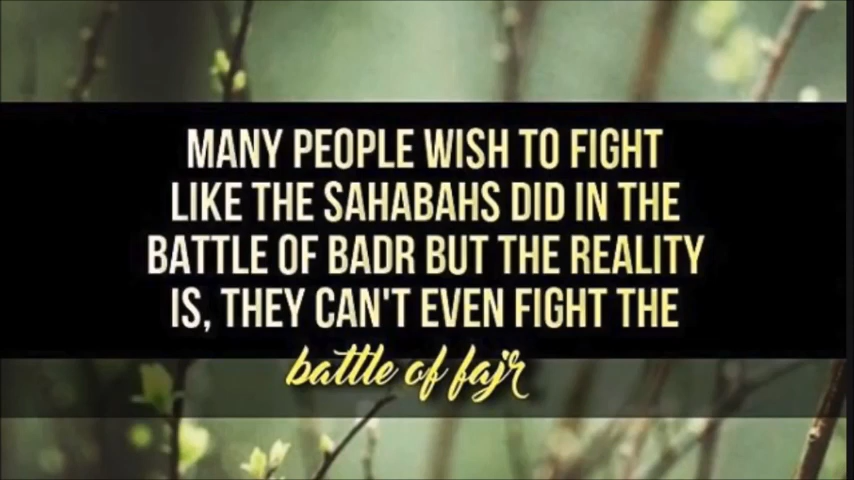 MANY PEOPLE WISH TO FIGHT
LIKE THE SAHABAHS DID IN THE
BATTLE OF BADR BUT THE REALITY
IS, THEY CAN'T EVEN FIGHT THE
battle of fajr